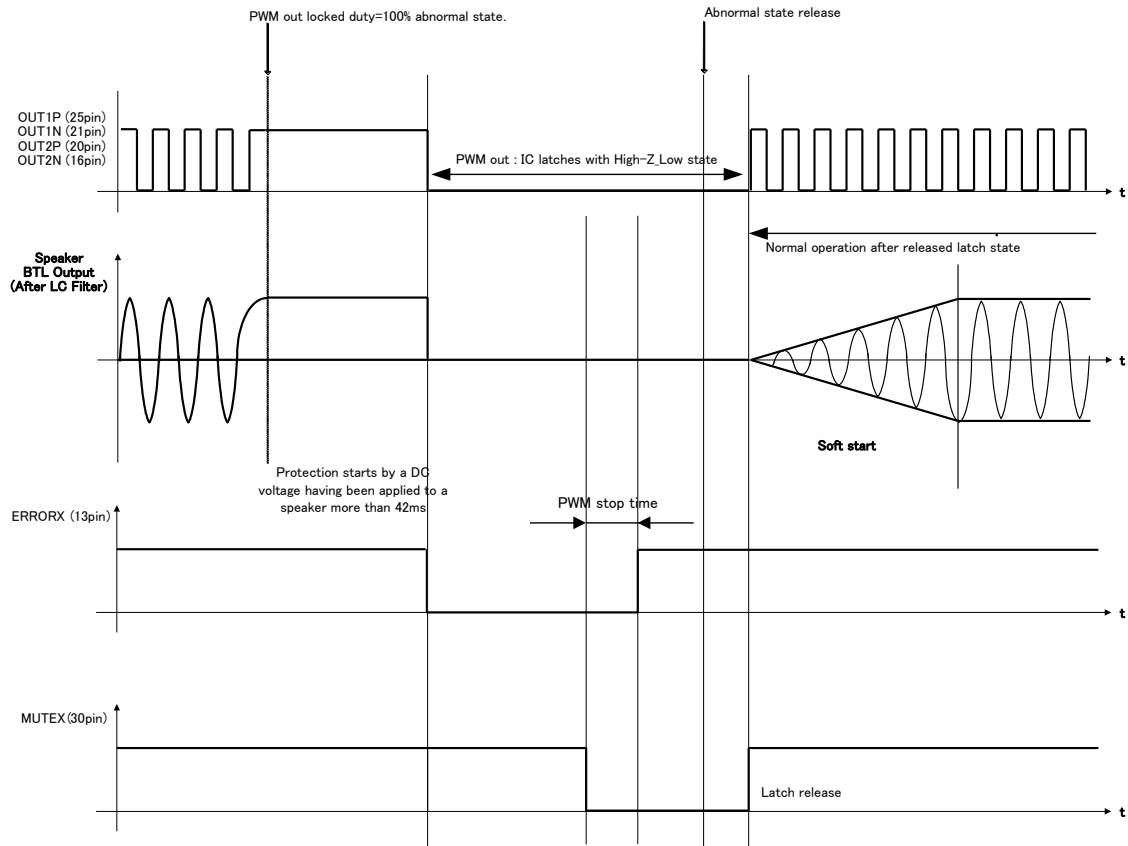 PWM out locked duty=100% abnormal state.
Abnormal state release
OUT1P (25pin)
OUT1N (21pin)
OUT2P (20pin)
OUT2N (16pin)
PWM out : IC latches with High-Z_Low state
t
Normal operation after released latch state
Speaker
BTL Output
(After LC Filter)
t
Soft start
Protection starts by a DC
voltage having been applied to a
speaker more than 42ms
PWM stop time
ERRORX (13pin)
t
MUTEX(30pin)
Latch release
t